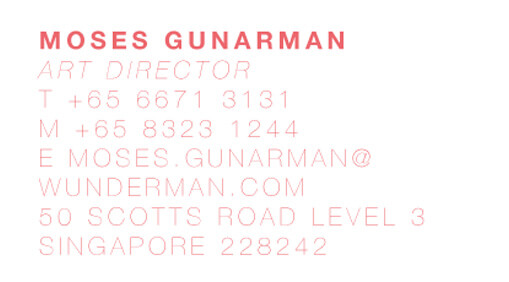 MOSES GUNARMAN
ART DIRECTOR
T +65 6671 3131
M +65 8323 1244
E MOSES.GUNARMAN@
WUNDERMAN.COM
50 SCOTTS ROAD LEVEL 3
SINGAPORE 228242